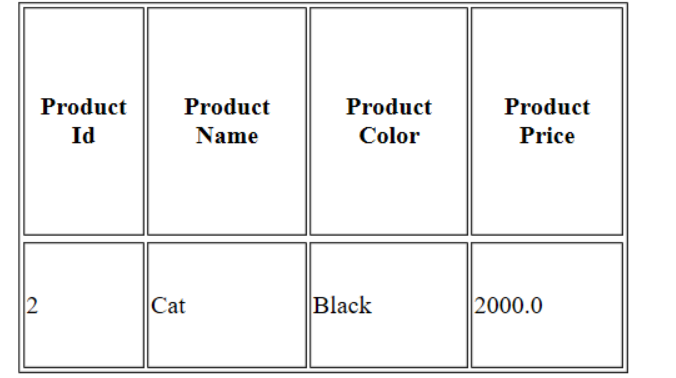 Product Id
Product Name
Product Color
Product Price
2
Cat
Black
2000.0